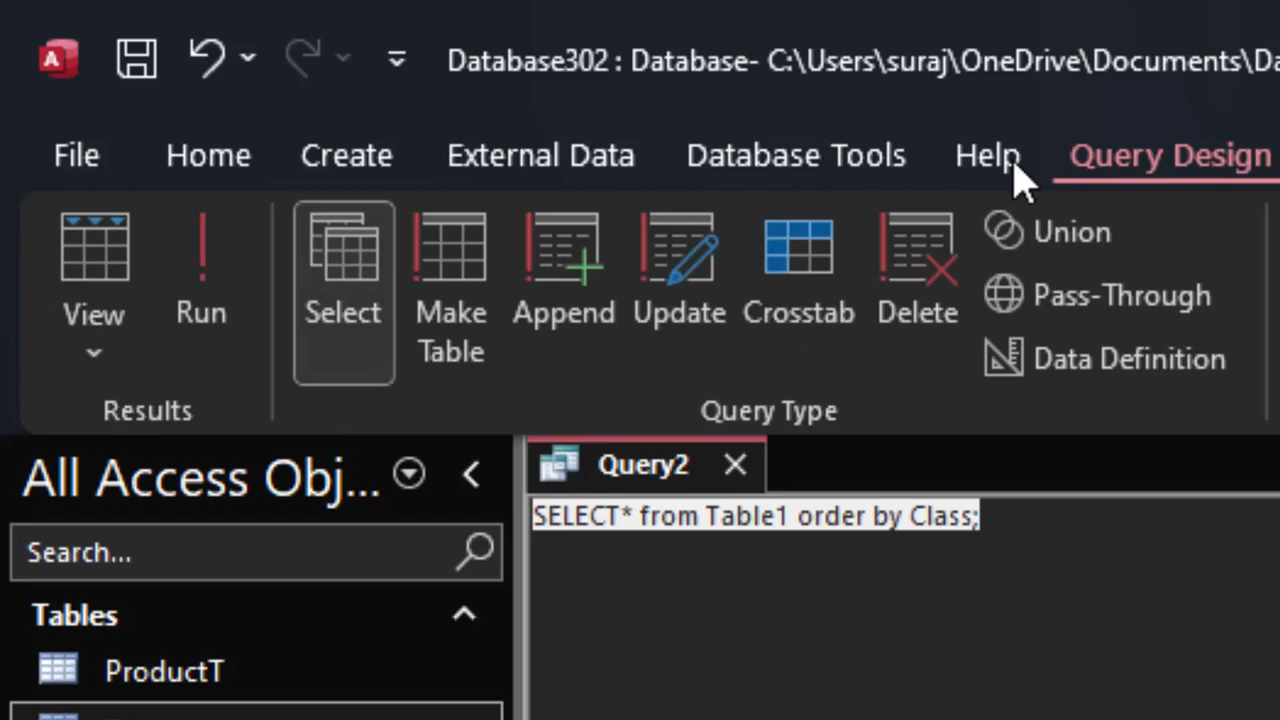 Database302 : Database- C:\Users\suraj\OneDrive\Documents\Da
File Home Create External Data Database Tools Help Query Design
View Run Select Make Table Append Update Crosstab Delete
Union
Pass-Through
Data Definition
Results Query Type
All Access Obj...
Query2
SELECT* from Table1 order by Class;
Search...
Tables
ProductT